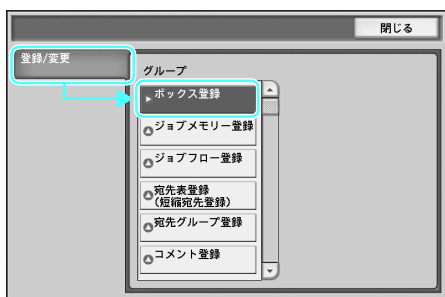 閉じる
登録/変更
グループ
ボックス登録
ジョブメモリー登録
ジョブフロー登録
宛先表登録
(短縮宛先登録)
宛先グループ登録
コメント登録